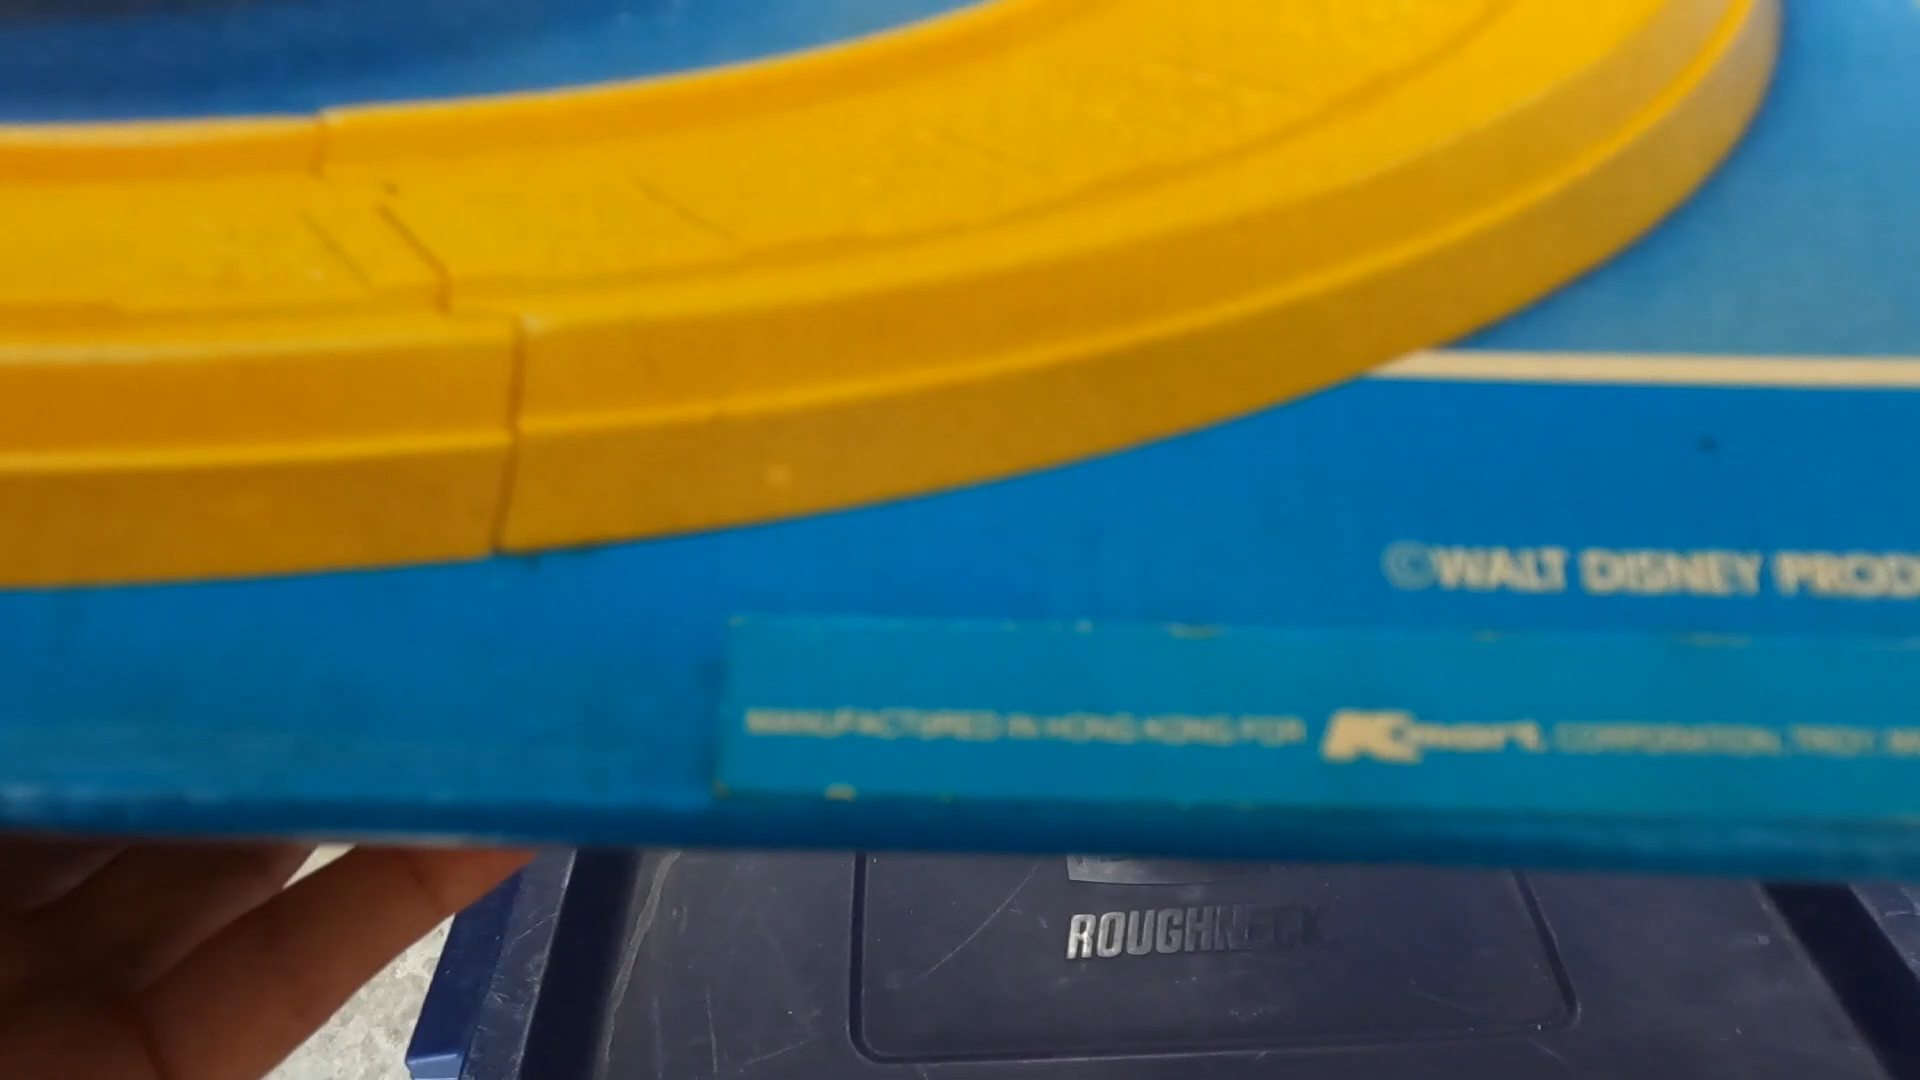 ©WALT DISNEY PROD
MANUFACTURED IN HONG KONG FOR Kmart CORPORATION, TROY,
ROUGHNECK